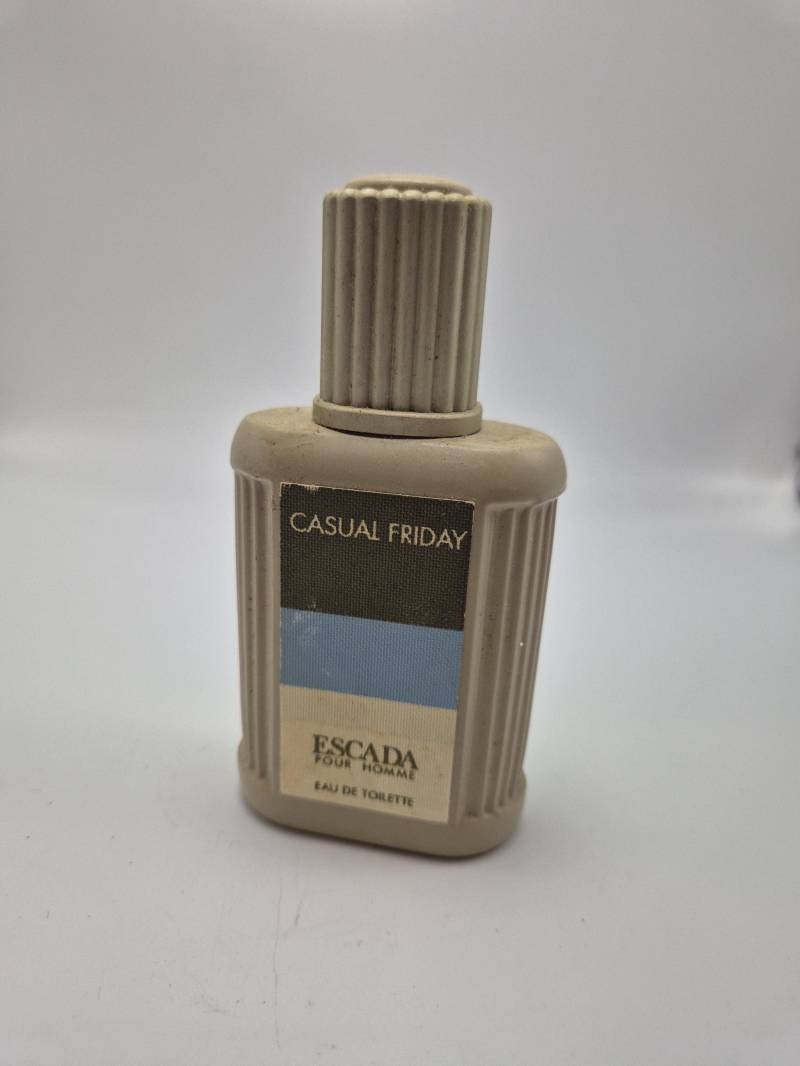 CASUAL FRIDAY
ESCADA
POUR HOMME
EAU DE TOILETTE